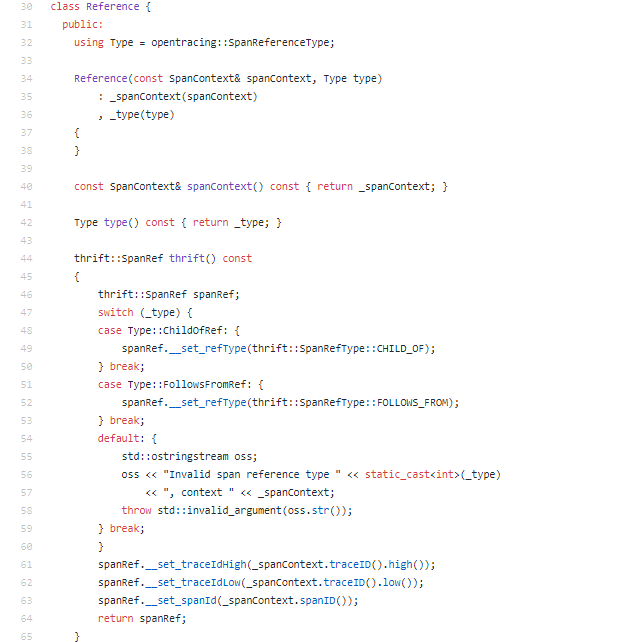 30 class Reference {
31   public:
32     using Type = opentracing::SpanReferenceType;
33
34     Reference(const SpanContext& spanContext, Type type)
35         : _spanContext(spanContext)
36         , _type(type)
37     {
38     }
39
40     const SpanContext& spanContext() const { return _spanContext; }
41
42     Type type() const { return _type; }
43
44     thrift::SpanRef thrift() const
45     {
46         thrift::SpanRef spanRef;
47         switch (_type) {
48         case Type::ChildOfRef: {
49             spanRef.__set_refType(thrift::SpanRefType::CHILD_OF);
50         } break;
51         case Type::FollowsFromRef: {
52             spanRef.__set_refType(thrift::SpanRefType::FOLLOWS_FROM);
53         } break;
54         default: {
55             std::ostringstream oss;
56             oss << "Invalid span reference type " << static_cast<int>(_type)
57                 << ", context " << _spanContext;
58             throw std::invalid_argument(oss.str());
59         } break;
60         }
61         spanRef.__set_traceIdHigh(_spanContext.traceID().high());
62         spanRef.__set_traceIdLow(_spanContext.traceID().low());
63         spanRef.__set_spanId(_spanContext.spanID());
64         return spanRef;
65     }